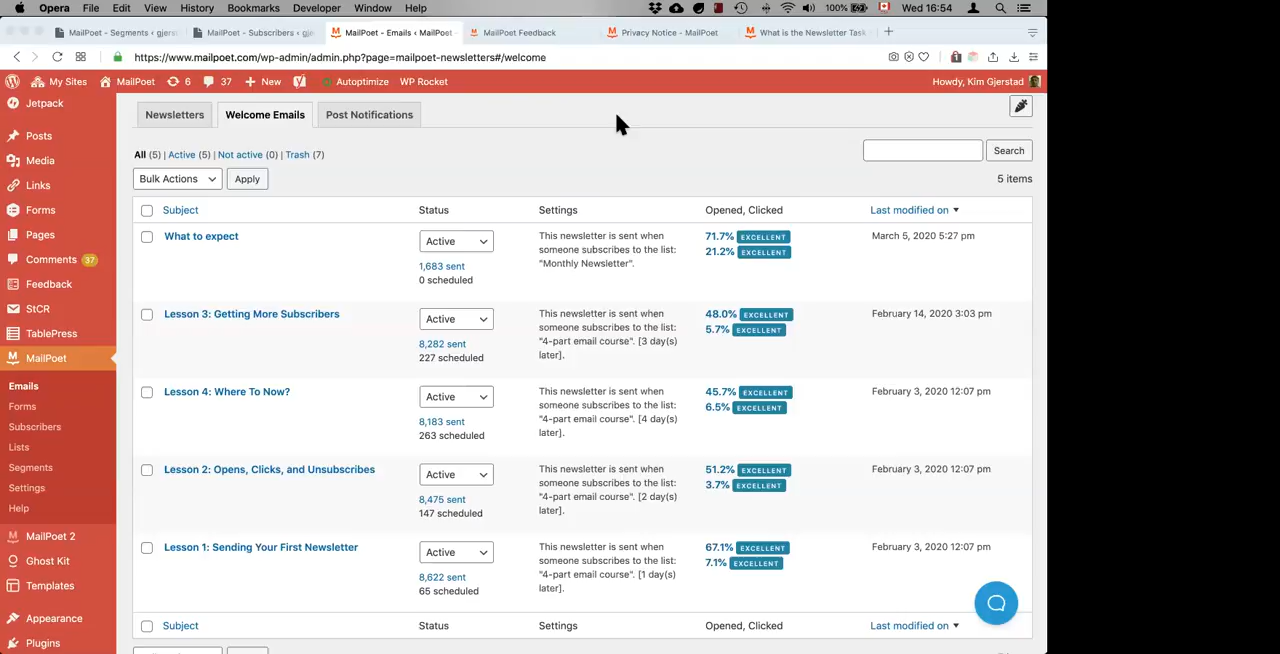 Opera File Edit View History Bookmarks Developer Window Help 100% Wed 16:54
MailPoet - Segments ‹ gjers
MailPoet - Subscribers ‹ gje
MailPoet - Emails ‹ MailPoet -
MailPoet Feedback
Privacy Notice - MailPoet
What is the Newsletter Task
https://www.mailpoet.com/wp-admin/admin.php?page=mailpoet-newsletters#/welcome
My Sites MailPoet 6 37 New Autoptimize WP Rocket Howdy, Kim Gjerstad
Jetpack
Posts
Media
Links
Forms
Pages
Comments 37
Feedback
StCR
TablePress
MailPoet
Emails
Forms
Subscribers
Lists
Segments
Settings
Help
MailPoet 2
Ghost Kit
Templates
Appearance
Plugins
Newsletters Welcome Emails Post Notifications
All (5) | Active (5) | Not active (0) | Trash (7)
Search
Bulk Actions Apply 5 items
Subject Status Settings Opened, Clicked Last modified on
What to expect
Active
1,683 sent
0 scheduled
This newsletter is sent when
someone subscribes to the list:
"Monthly Newsletter".
71.7% EXCELLENT
21.2% EXCELLENT
March 5, 2020 5:27 pm
Lesson 3: Getting More Subscribers
Active
8,282 sent
227 scheduled
This newsletter is sent when
someone subscribes to the list:
"4-part email course". [3 day(s)
later].
48.0% EXCELLENT
5.7% EXCELLENT
February 14, 2020 3:03 pm
Lesson 4: Where To Now?
Active
8,183 sent
263 scheduled
This newsletter is sent when
someone subscribes to the list:
"4-part email course". [4 day(s)
later].
45.7% EXCELLENT
6.5% EXCELLENT
February 3, 2020 12:07 pm
Lesson 2: Opens, Clicks, and Unsubscribes
Active
8,475 sent
147 scheduled
This newsletter is sent when
someone subscribes to the list:
"4-part email course". [2 day(s)
later].
51.2% EXCELLENT
3.7% EXCELLENT
February 3, 2020 12:07 pm
Lesson 1: Sending Your First Newsletter
Active
8,622 sent
65 scheduled
This newsletter is sent when
someone subscribes to the list:
"4-part email course". [1 day(s)
later].
67.1% EXCELLENT
7.1% EXCELLENT
February 3, 2020 12:07 pm
Subject Status Settings Opened, Clicked Last modified on